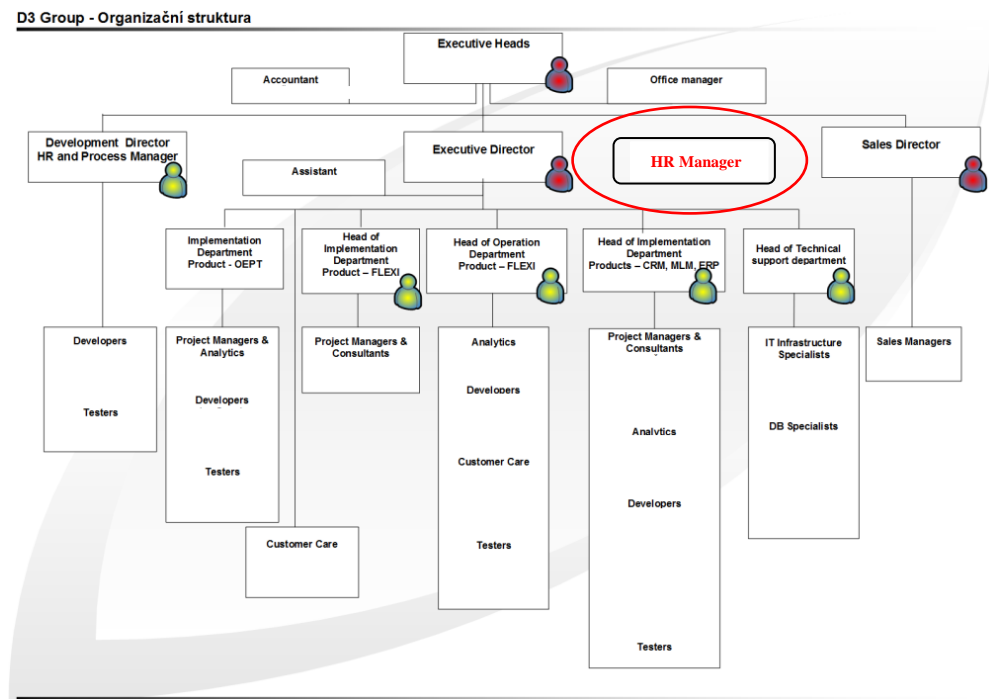 D3 Group - Organizační struktura
Executive Heads
Accountant
Office manager
Development Director
HR and Process Manager
Executive Director
HR Manager
Sales Director
Assistant
Implementation
Department
Product - OEPT
Head of
Implementation
Department
Product – FLEXI
Head of Operation
Department
Product – FLEXI
Head of Implementation
Department
Products – CRM, MLM, ERP
Head of Technical
support department
Developers
Testers
Project Managers &
Analytics
Developers
Testers
Customer Care
Project Managers &
Consultants
Analytics
Developers
Customer Care
Testers
Project Managers &
Consultants
Analytics
Developers
Testers
IT Infrastructure
Specialists
DB Specialists
Sales Managers